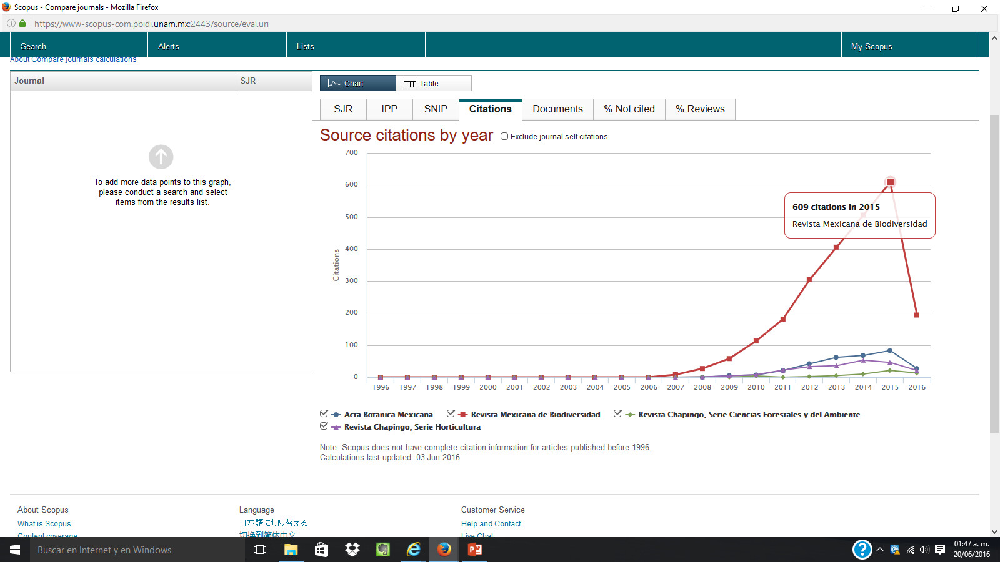 Scopus - Compare journals - Mozilla Firefox
https://www-scopus-com.pbidi.unam.mx:2443/source/eval.uri
Search Alerts Lists My Scopus
About Compare journals calculations
Journal SJR
To add more data points to this graph,
please conduct a search and select
items from the results list.
Chart Table
SJR IPP SNIP Citations Documents % Not cited % Reviews
Source citations by year Exclude journal self citations
700
600
500
400
300
200
100
0
Citations
609 citations in 2015
Revista Mexicana de Biodiversidad
1996 1997 1998 1999 2000 2001 2002 2003 2004 2005 2006 2007 2008 2009 2010 2011 2012 2013 2014 2015 2016
Acta Botanica Mexicana Revista Mexicana de Biodiversidad Revista Chapingo, Serie Ciencias Forestales y del Ambiente
Revista Chapingo, Serie Horticultura
Note: Scopus does not have complete citation information for articles published before 1996.
Calculations last updated: 03 Jun 2016
About Scopus Language Customer Service
What is Scopus 日本語に切り替える Help and Contact
Content coverage 切换到简体中文 Live Chat
Buscar en Internet y en Windows
01:47 a. m.
20/06/2016